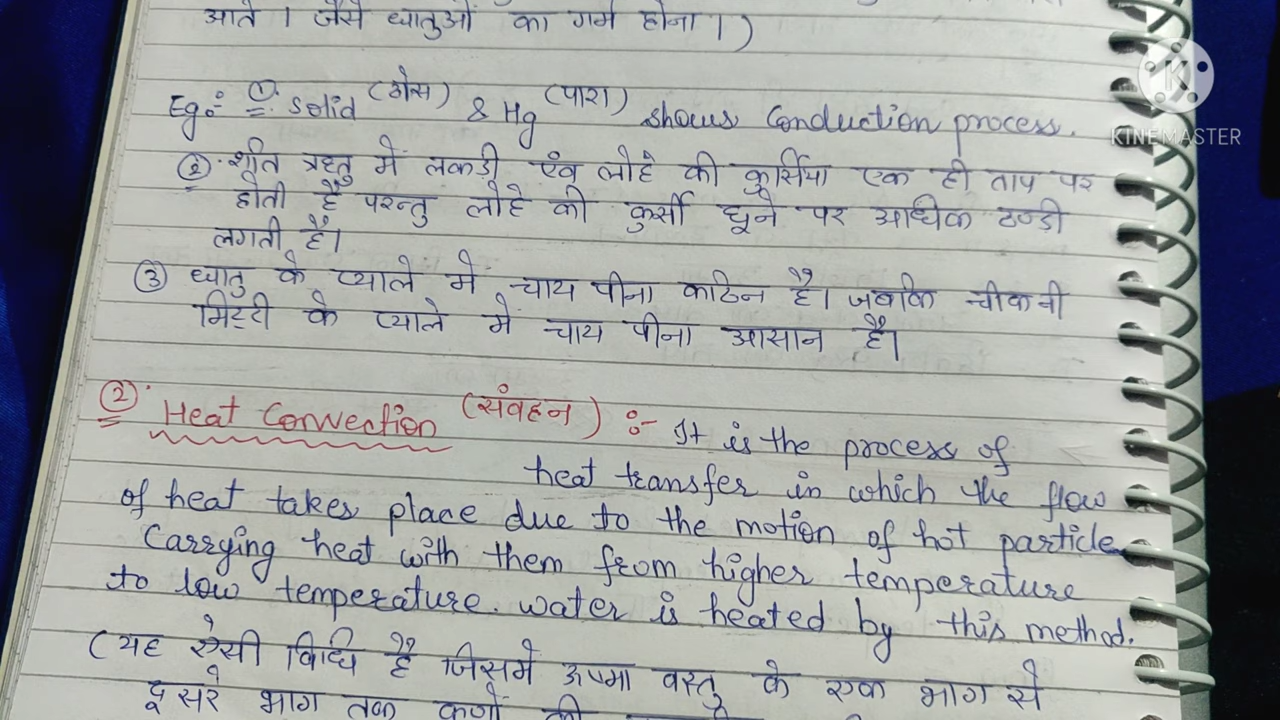 आते । जैसे धातुओं का गर्म होना।)
Eg:- ① Solid (ठोस) & Hg (पारा) shows Conduction process.
② शीत ऋतु में लकडी एंव लोहे की कुर्सिया एक ही ताप पर
होती है परन्तु लोहे की कुर्सी छूने पर अधिक ठण्डी
लगती है।
③ धातु के प्याले में चाय पीना कठिन है। जबकि चीकनी
मिट्टी के प्याले में चाय पीना आसान है।
② Heat Convection (संवहन) :- It is the process of
heat transfer in which the flow
of heat takes place due to the motion of hot particle
Carrying heat with them from higher temperature
to low temperature. water is heated by this method.
(यह ऐसी विधि है जिसमें ऊष्मा वस्तु के एक भाग से
दूसरे भाग तक कणों की
KINEMASTER